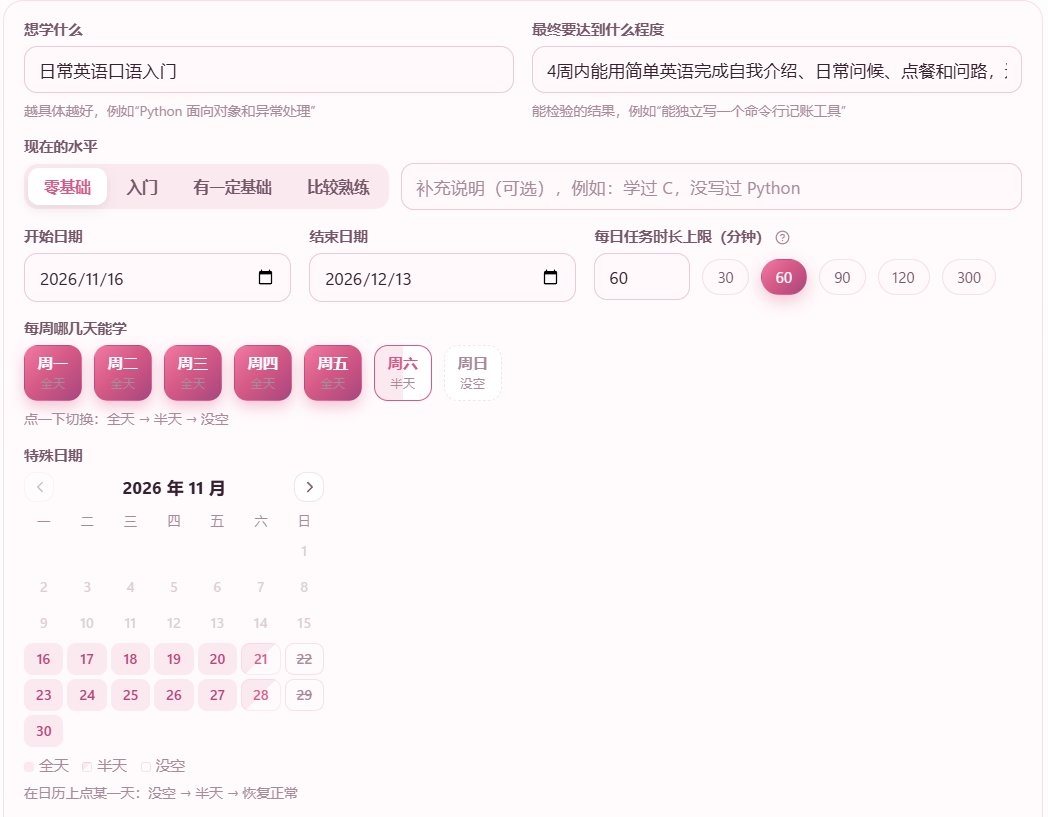 想学什么 最终要达到什么程度
日常英语口语入门 4周内能用简单英语完成自我介绍、日常问候、点餐和问路，
越具体越好，例如“Python 面向对象和异常处理” 能检验的结果，例如“能独立写一个命令行记账工具”
现在的水平
零基础 入门 有一定基础 比较熟练 补充说明（可选），例如：学过 C，没写过 Python
开始日期 结束日期 每日任务时长上限（分钟） ?
2026/11/16 2026/12/13 60 30 60 90 120 300
每周哪几天能学
周一 周二 周三 周四 周五 周六 周日
全天 全天 全天 全天 全天 半天 没空
点一下切换：全天 → 半天 → 没空
特殊日期
2026 年 11 月
一 二 三 四 五 六 日
1
2 3 4 5 6 7 8
9 10 11 12 13 14 15
16 17 18 19 20 21 22
23 24 25 26 27 28 29
30
全天 半天 没空
在日历上点某一天：没空 → 半天 → 恢复正常